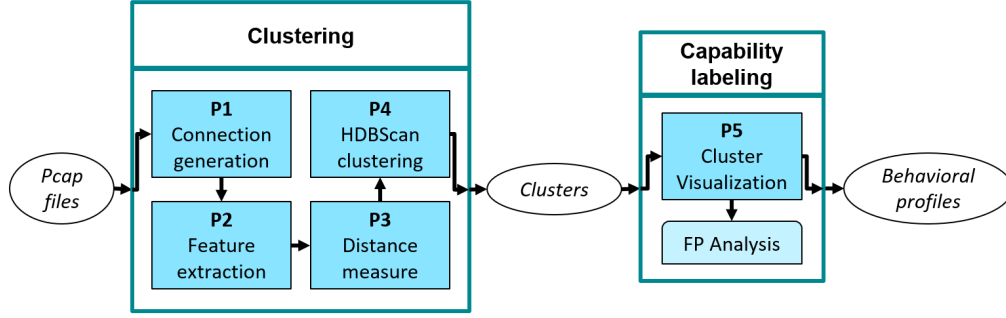 Clustering
Capability
labeling
Pcap
files
P1
Connection
generation
P2
Feature
extraction
P3
Distance
measure
P4
HDBScan
clustering
Clusters
P5
Cluster
Visualization
FP Analysis
Behavioral
profiles